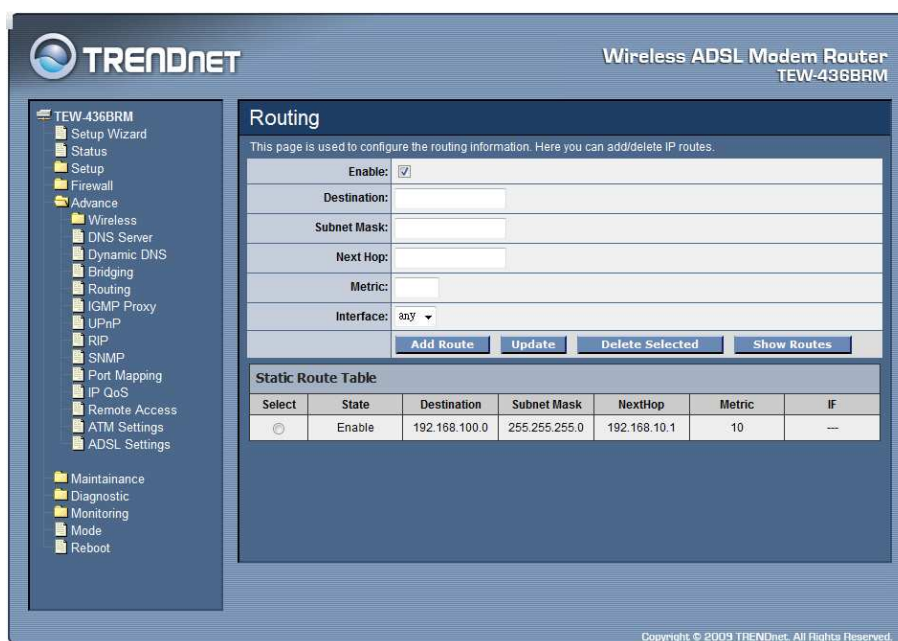 TRENDNET
Wireless ADSL Modem Router
TEW-436BRM
TEW-436BRM
Setup Wizard
Status
Setup
Firewall
Advance
Wireless
DNS Server
Dynamic DNS
Bridging
Routing
IGMP Proxy
UPnP
RIP
SNMP
Port Mapping
IP QoS
Remote Access
ATM Settings
ADSL Settings
Maintainance
Diagnostic
Monitoring
Mode
Reboot
Routing
This page is used to configure the routing information. Here you can add/delete IP routes.
Enable:
Destination:
Subnet Mask:
Next Hop:
Metric:
Interface: any
Add Route Update Delete Selected Show Routes
Static Route Table
Select State Destination Subnet Mask NextHop Metric IF
Enable 192.168.100.0 255.255.255.0 192.168.10.1 10 ---
Copyright © 2009 TRENDnet. All Rights Reserved.